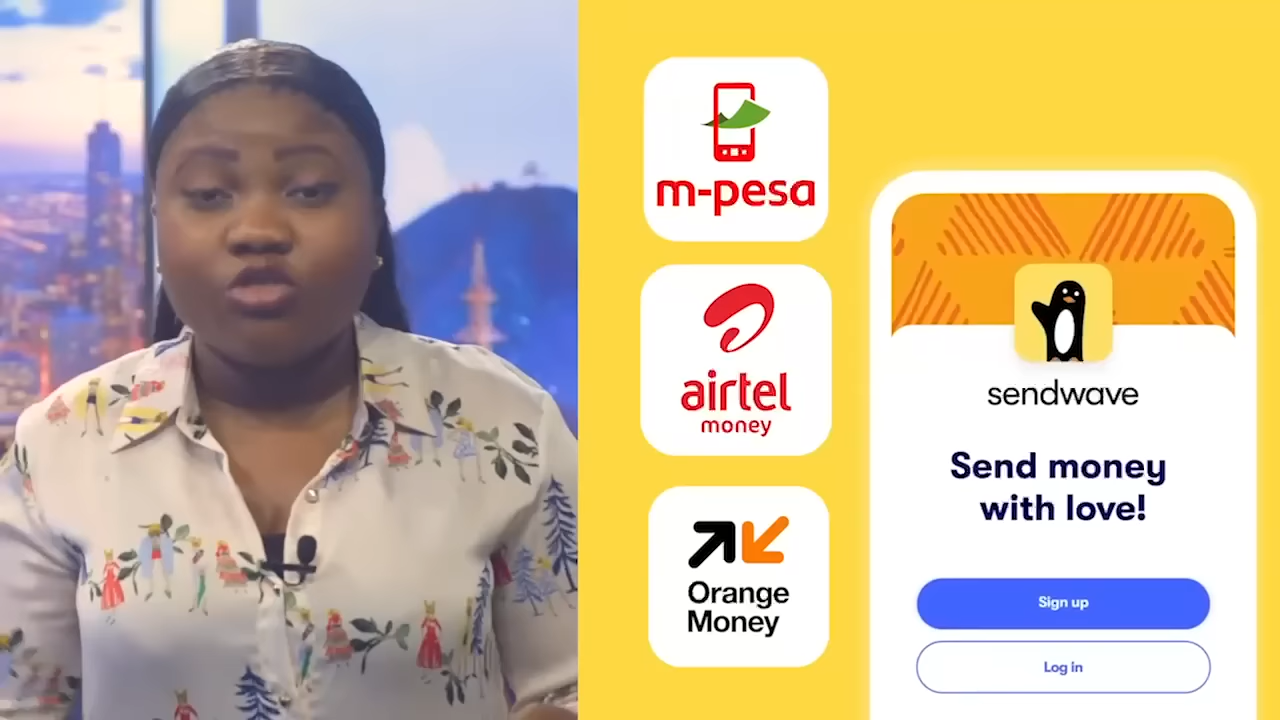 m-pesa
airtel
money
Orange
Money
sendwave
Send money
with love!
Sign up
Log in